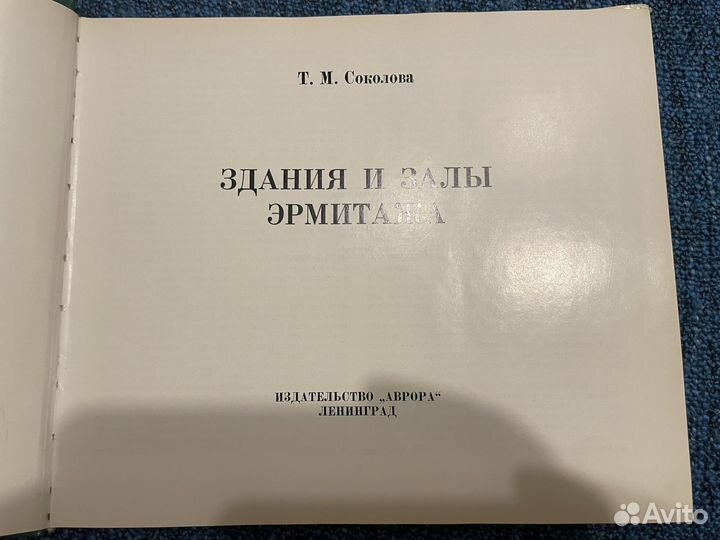 Т. М. Соколова
ЗДАНИЯ И ЗАЛЫ
ЭРМИТАЖА
ИЗДАТЕЛЬСТВО „АВРОРА“
ЛЕНИНГРАД
Avito